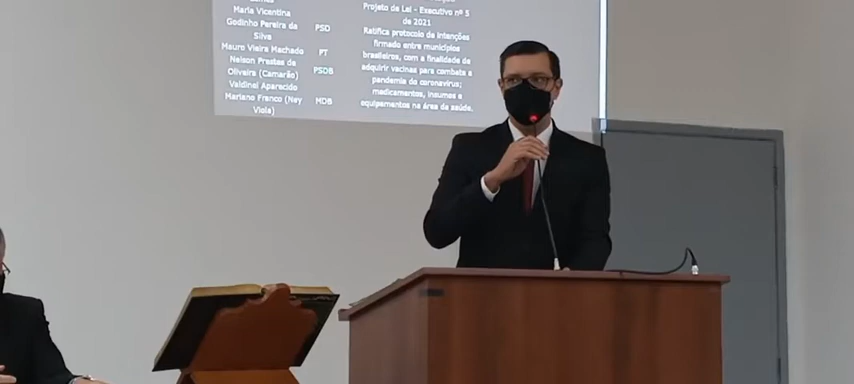 Maria Vicentina
Godinho Pereira da PSD
Silva
Mauro Vieira Machado PT
Nelson Prestes de
Oliveira (Camarão) PSDB
Valdinei Aparecido
Mariano Franco (Ney MDB
Viola)
Projeto de Lei - Executivo nº 5
de 2021
Ratifica protocolo de intenções
firmado entre municípios
brasileiros, com a finalidade de
adquirir vacinas para combate a
pandemia do coronavírus;
medicamentos, insumos e
equipamentos na área da saúde.